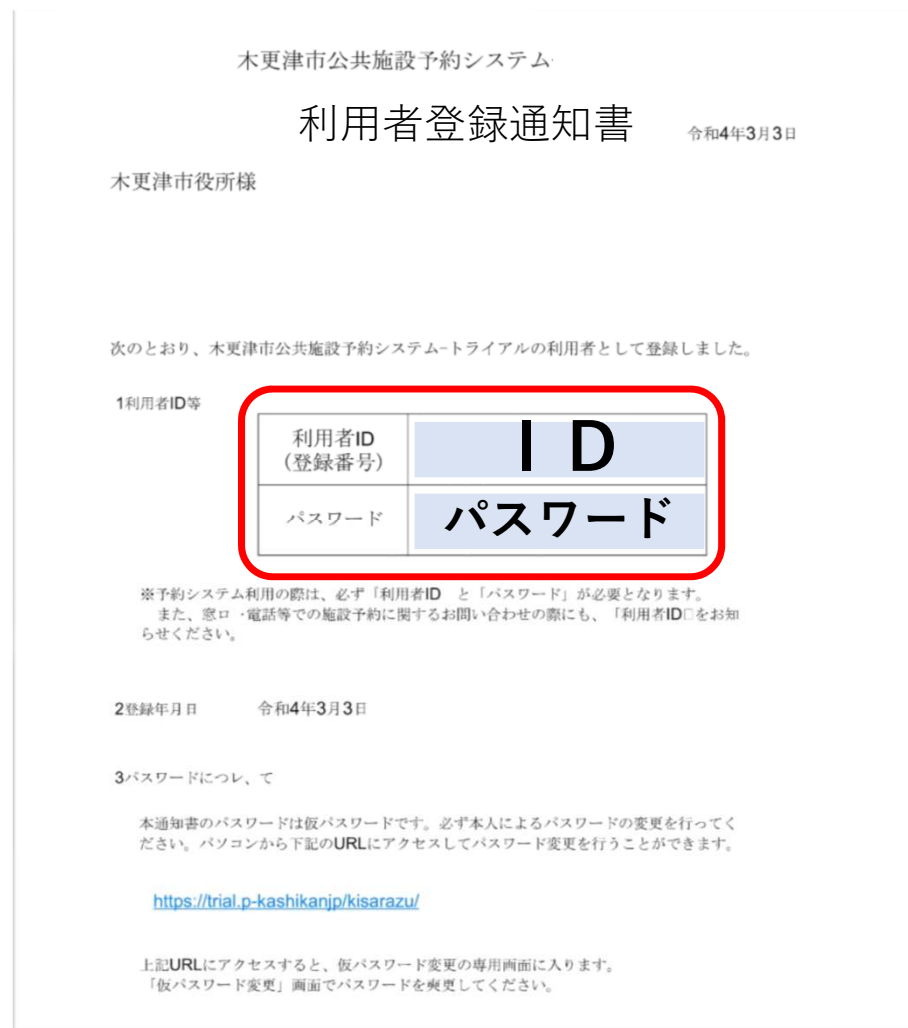 木更津市公共施設予約システム
利用者登録通知書
令和4年3月3日
木更津市役所様
次のとおり、木更津市公共施設予約システム-トライアルの利用者として登録しました。
1利用者ID等
利用者ID
(登録番号)
ID
パスワード
パスワード
※予約システム利用の際は、必ず「利用者ID と「パスワード」が必要となります。
また、窓口・電話等での施設予約に関するお問い合わせの際にも、「利用者ID□をお知
らせください。
2登録年月日 令和4年3月3日
3パスワードにつレ、て
本通知書のパスワードは仮パスワードです。必ず本人によるパスワードの変更を行ってく
ださい。パソコンから下記のURLにアクセスしてパスワード変更を行うことができます。
https://trial.p-kashikanjp/kisarazu/
上記URLにアクセスすると、仮パスワード変更の専用画面に入ります。
「仮パスワード変更」画面でパスワードを変更してください。